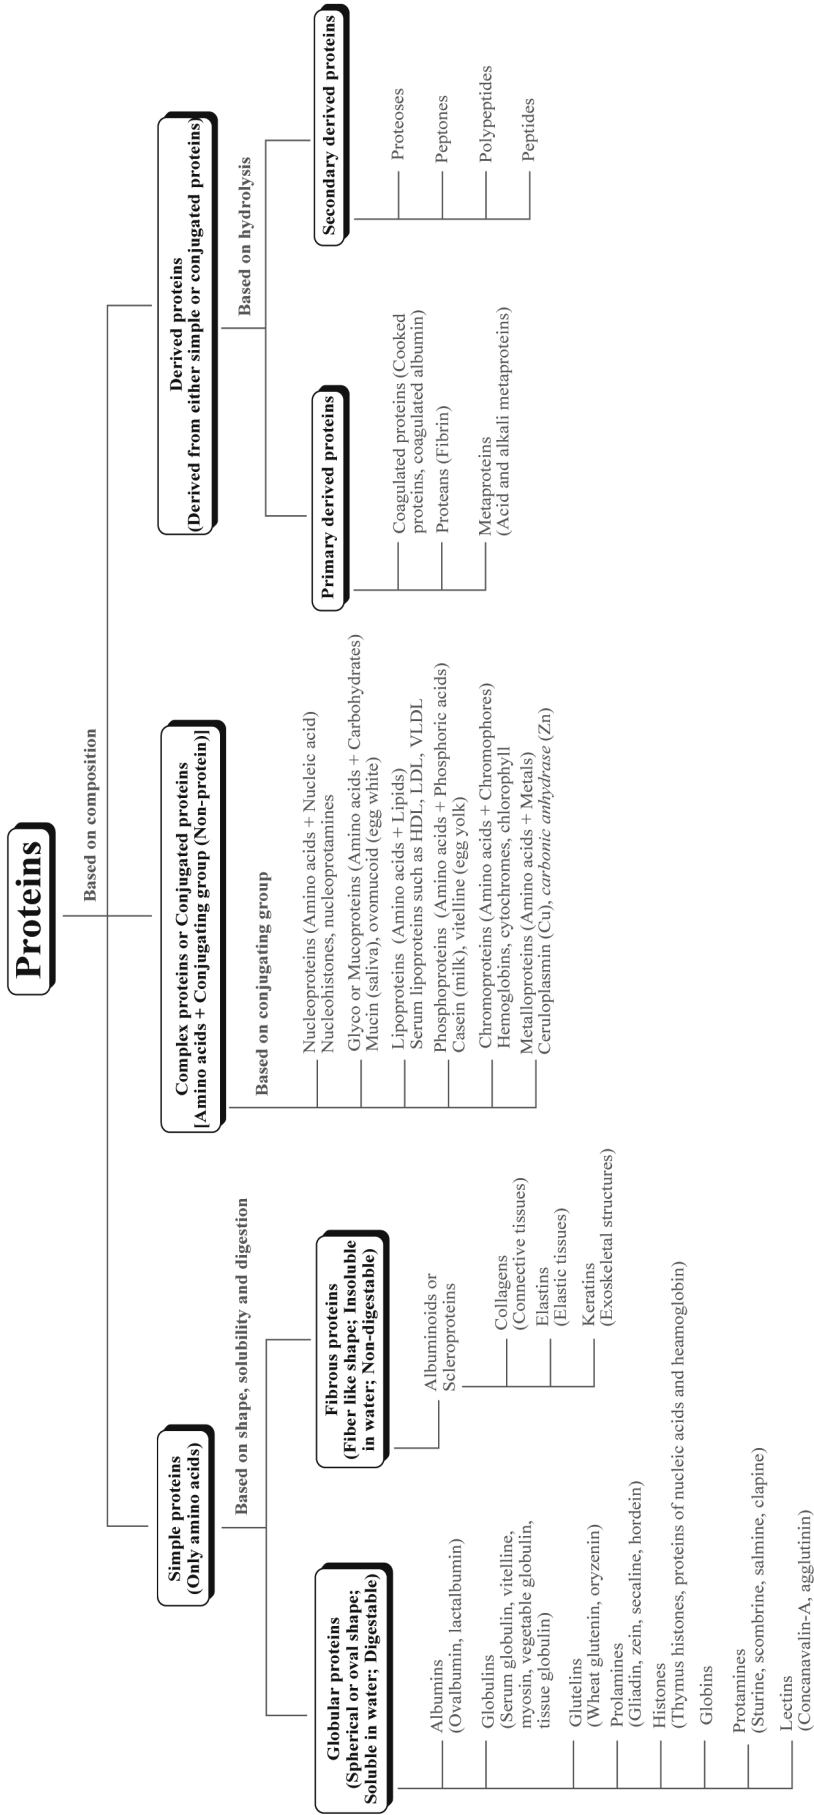 Proteins
Based on composition
Simple proteins
(Only amino acids)
Based on shape, solubility and digestion
Globular proteins
(Spherical or oval shape;
Soluble in water; Digestable)
Albumins
(Ovalbumin, lactalbumin)
Globulins
(Serum globulin, vitelline,
myosin, vegetable globulin,
tissue globulin)
Glutelins
(Wheat glutenin, oryzenin)
Prolamines
(Gliadin, zein, secaline, hordein)
Histones
(Thymus histones, proteins of nucleic acids and heamoglobin)
Globins
Protamines
(Sturine, scombrine, salmine, clapine)
Lectins
(Concanavalin-A, agglutinin)
Fibrous proteins
(Fiber like shape; Insoluble
in water; Non-digestable)
Albuminoids or
Scleroproteins
Collagens
(Connective tissues)
Elastins
(Elastic tissues)
Keratins
(Exoskeletal structures)
Complex proteins or Conjugated proteins
[Amino acids + Conjugating group (Non-protein)]
Based on conjugating group
Nucleoproteins (Amino acids + Nucleic acid)
Nucleohistones, nucleoprotamines
Glyco or Mucoproteins (Amino acids + Carbohydrates)
Mucin (saliva), ovomucoid (egg white)
Lipoproteins (Amino acids + Lipids)
Serum lipoproteins such as HDL, LDL, VLDL
Phosphoproteins (Amino acids + Phosphoric acids)
Casein (milk), vitelline (egg yolk)
Chromoproteins (Amino acids + Chromophores)
Hemoglobins, cytochromes, chlorophyll
Metalloproteins (Amino acids + Metals)
Ceruloplasmin (Cu), carbonic anhydrase (Zn)
Derived proteins
(Derived from either simple or conjugated proteins)
Based on hydrolysis
Primary derived proteins
Coagulated proteins (Cooked
proteins, coagulated albumin)
Proteans (Fibrin)
Metaproteins
(Acid and alkali metaproteins)
Secondary derived proteins
Proteoses
Peptones
Polypeptides
Peptides